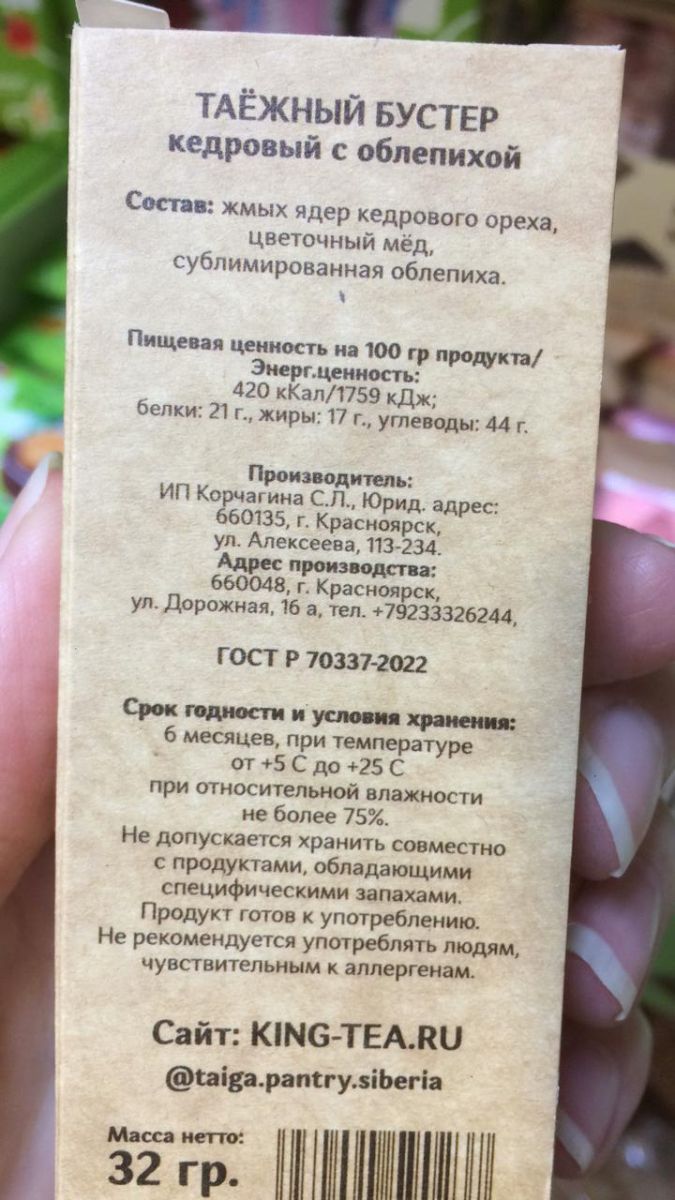 ТАЁЖНЫЙ БУСТЕР
кедровый с облепихой
Состав: жмых ядер кедрового ореха,
цветочный мёд,
сублимированная облепиха.
Пищевая ценность на 100 гр продукта/
Энерг.ценность:
420 кКал/1759 кДж;
белки: 21 г., жиры: 17 г., углеводы: 44 г.
Производитель:
ИП Корчагина С.Л., Юрид. адрес:
660135, г. Красноярск,
ул. Алексеева, 113-234.
Адрес производства:
660048, г. Красноярск,
ул. Дорожная, 16 а, тел. +79233326244,
ГОСТ Р 70337-2022
Срок годности и условия хранения:
6 месяцев, при температуре
от +5 С до +25 С
при относительной влажности
не более 75%.
Не допускается хранить совместно
с продуктами, обладающими
специфическими запахами.
Продукт готов к употреблению.
Не рекомендуется употреблять людям,
чувствительным к аллергенам.
Сайт: KING-TEA.RU
@taiga.pantry.siberia
Масса нетто:
32 гр.